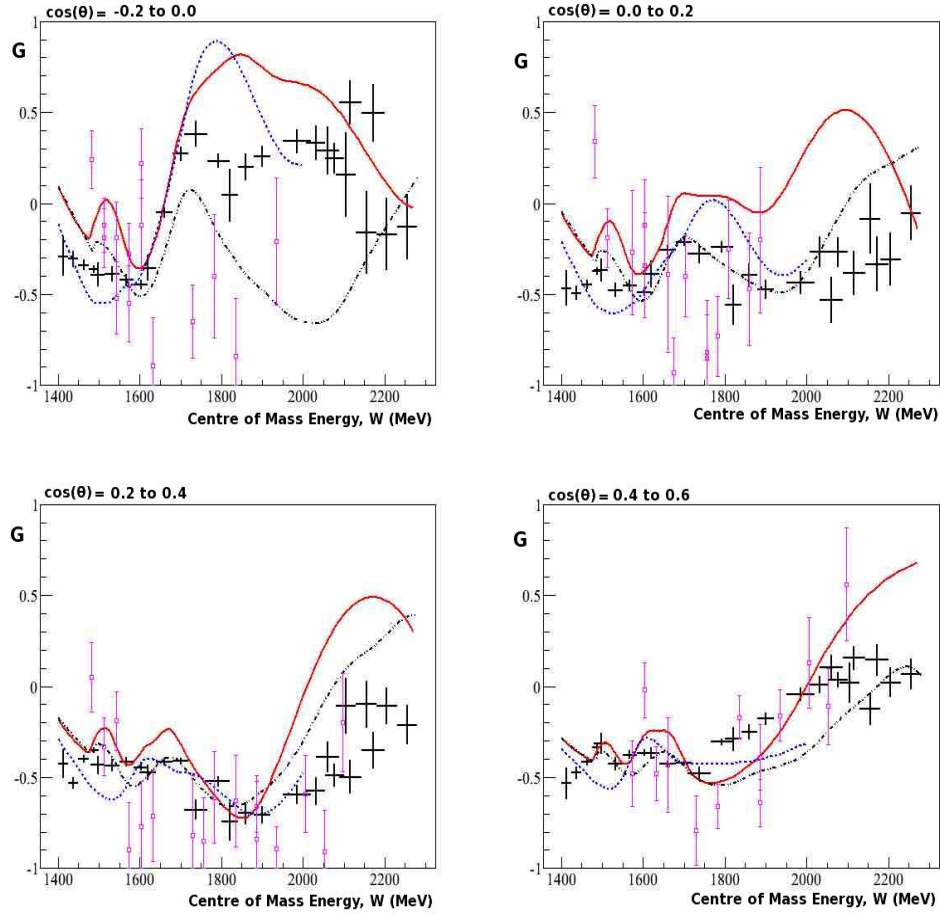 cos(θ) = -0.2 to 0.0
G
1
0.5
0
-0.5
-1
1400 1600 1800 2000 2200
Centre of Mass Energy, W (MeV)
cos(θ) = 0.0 to 0.2
G
1
0.5
0
-0.5
-1
1400 1600 1800 2000 2200
Centre of Mass Energy, W (MeV)
cos(θ) = 0.2 to 0.4
G
1
0.5
0
-0.5
-1
1400 1600 1800 2000 2200
Centre of Mass Energy, W (MeV)
cos(θ) = 0.4 to 0.6
G
1
0.5
0
-0.5
-1
1400 1600 1800 2000 2200
Centre of Mass Energy, W (MeV)